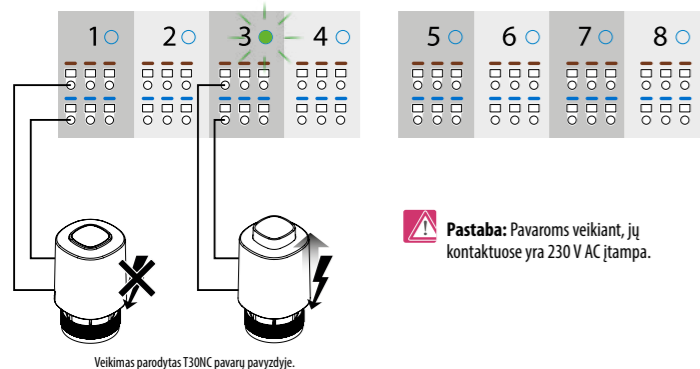 1 2 3 4 5 6 7 8
Pastaba: Pavaroms veikiant, jų
kontaktuose yra 230 V AC įtampa.
Veikimas parodytas T30NC pavarų pavyzdyje.